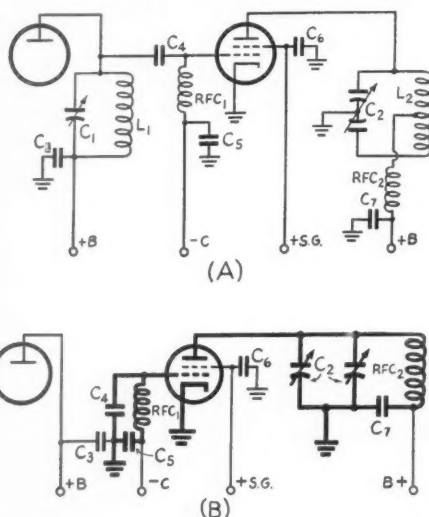 C4
C6
C1
L1
RFC1
C3
C5
C2
L2
RFC2
C7
+B
-C
+S.G.
+B
(A)
C6
C4
RFC1
C2
RFC2
C3
C5
C7
+B
-C
+S.G.
B+
(B)